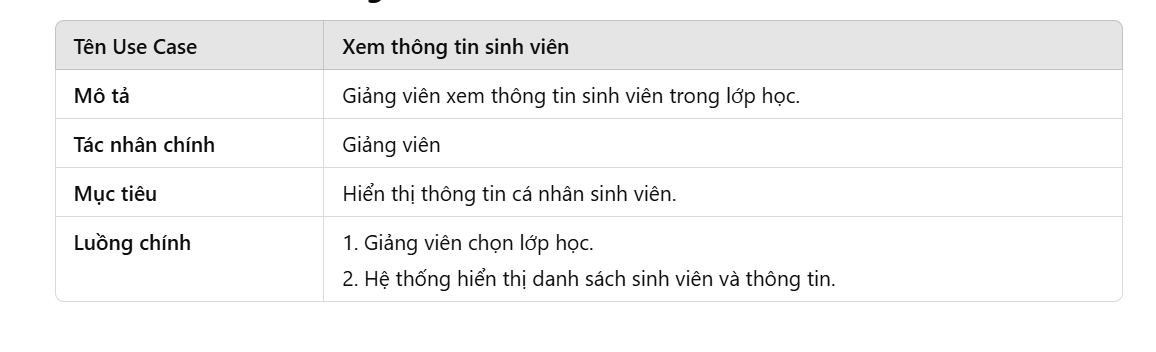 Tên Use Case Xem thông tin sinh viên
Mô tả Giảng viên xem thông tin sinh viên trong lớp học.
Tác nhân chính Giảng viên
Mục tiêu Hiển thị thông tin cá nhân sinh viên.
Luồng chính 1. Giảng viên chọn lớp học.
2. Hệ thống hiển thị danh sách sinh viên và thông tin.